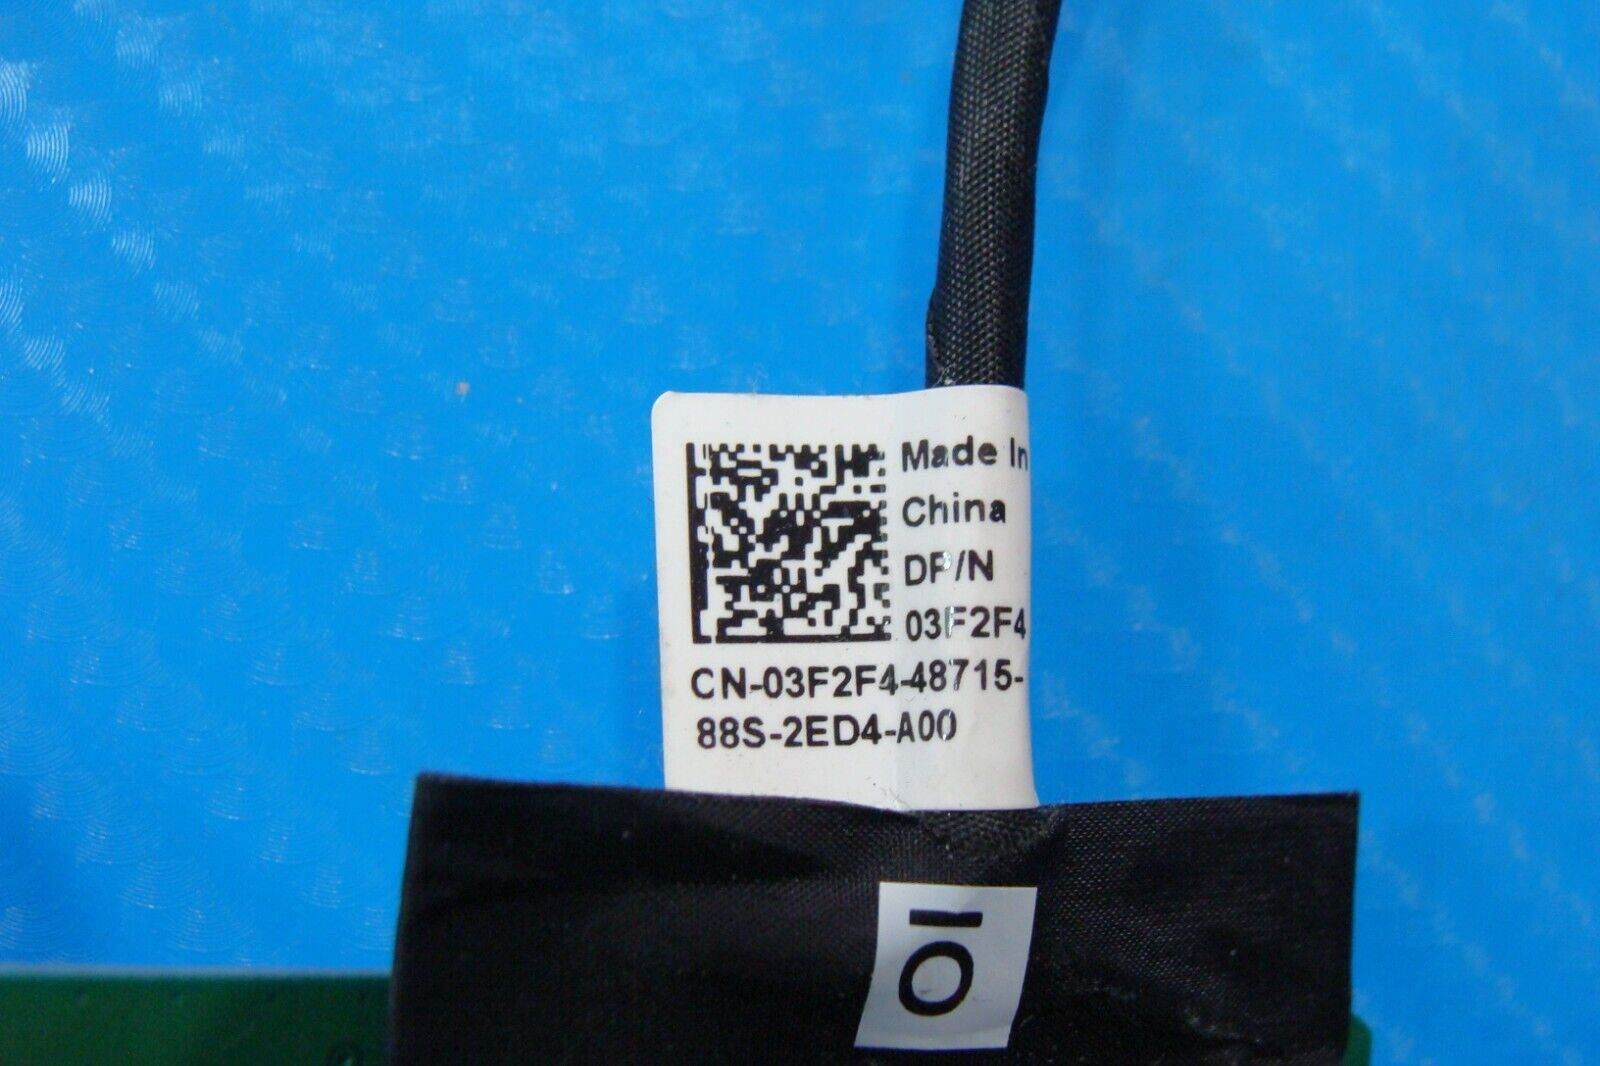 Made In
China
DP/N
03F2F4
CN-03F2F4-48715-
88S-2ED4-A00
IO